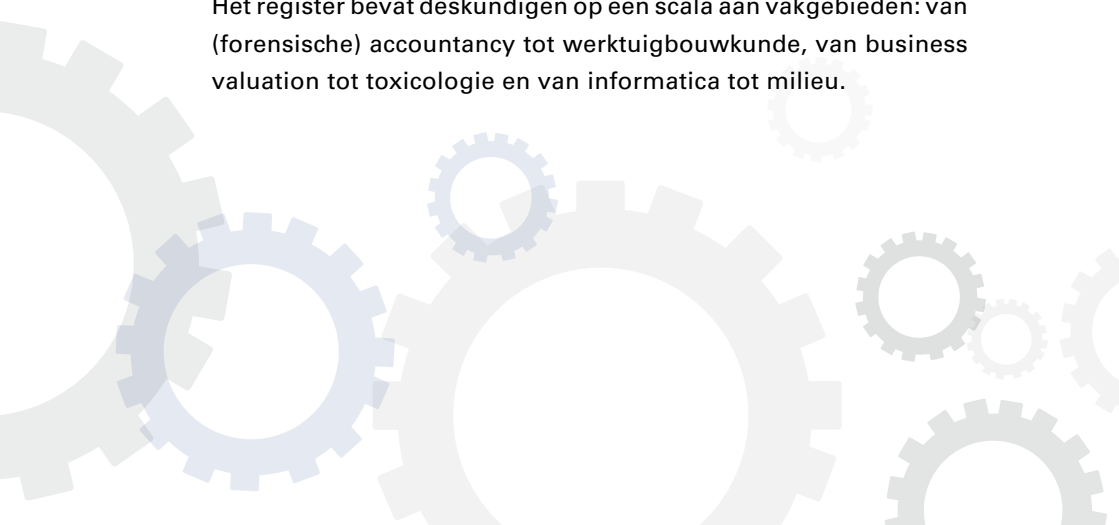 Het register bevat deskundigen op een scala aan vakgebieden: van
(forensische) accountancy tot werktuigbouwkunde, van business
valuation tot toxicologie en van informatica tot milieu.